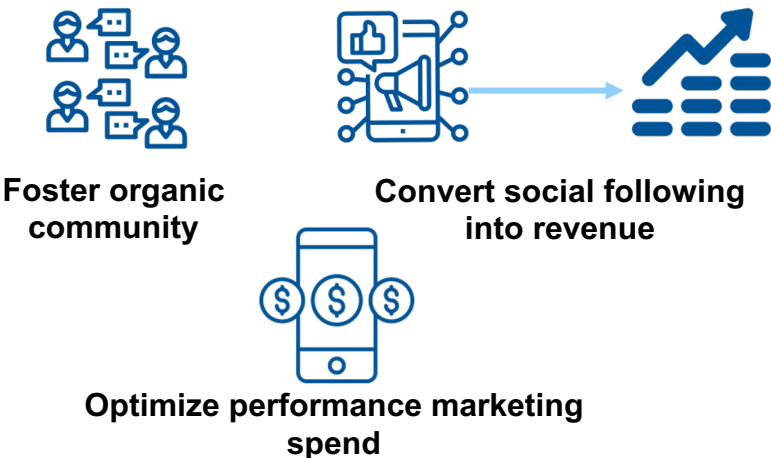 Foster organic
community
Convert social following
into revenue
$ $ $
Optimize performance marketing
spend